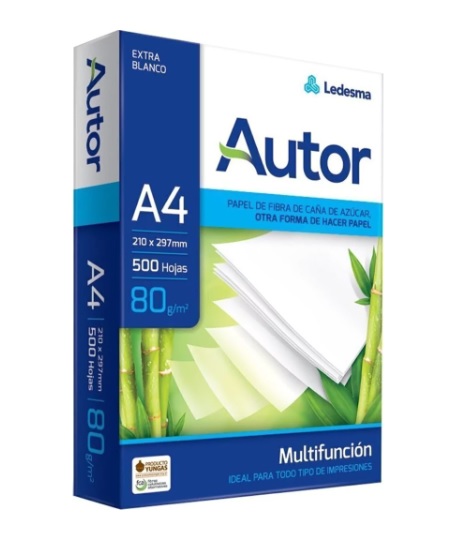 EXTRA
BLANCO
Ledesma
Autor
PAPEL DE FIBRA DE CAÑA DE AZÚCAR,
OTRA FORMA DE HACER PAPEL
A4
210 x 297mm
500 Hojas
80g/m²
Multifunción
IDEAL PARA TODO TIPO DE IMPRESIONES
Autor
A4
210 x 297mm
500 Hojas
80g/m²
PRODUCTO
YUNGAS